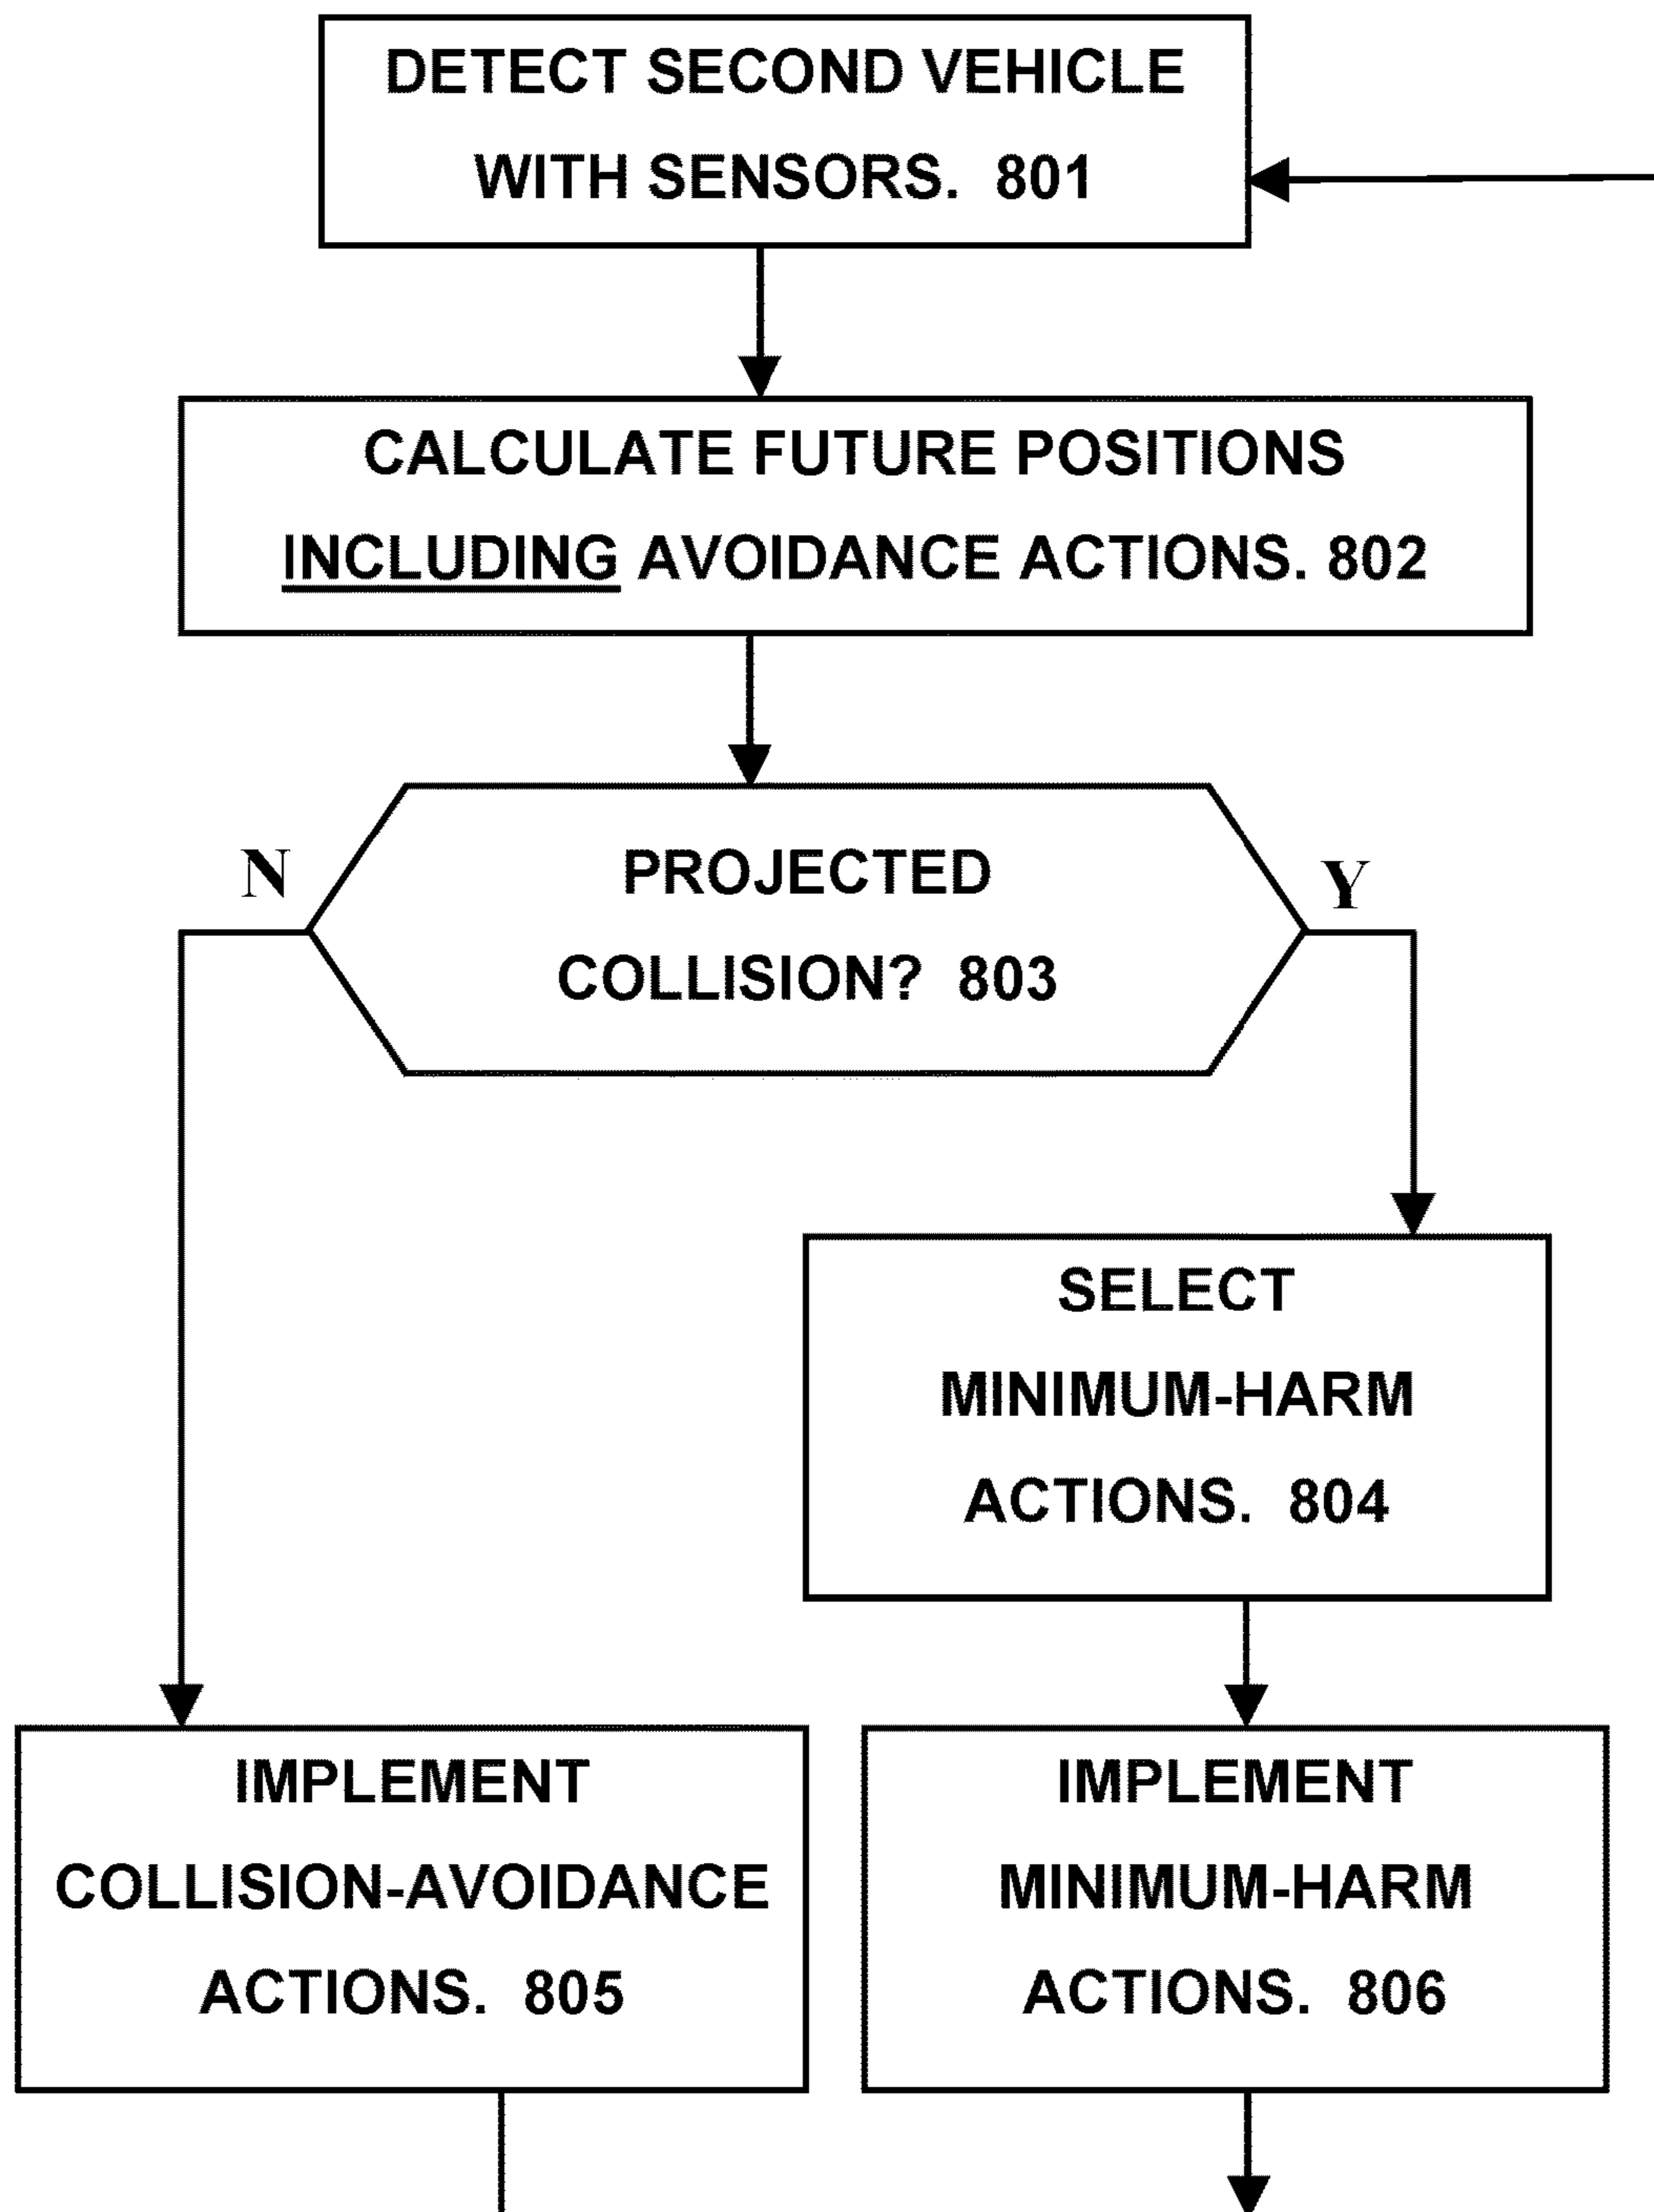 DETECT SECOND VEHICLE
WITH SENSORS. 801
CALCULATE FUTURE POSITIONS
INCLUDING AVOIDANCE ACTIONS. 802
N
Y
PROJECTED
COLLISION? 803
SELECT
MINIMUM-HARM
ACTIONS. 804
IMPLEMENT
COLLISION-AVOIDANCE
ACTIONS. 805
IMPLEMENT
MINIMUM-HARM
ACTIONS. 806